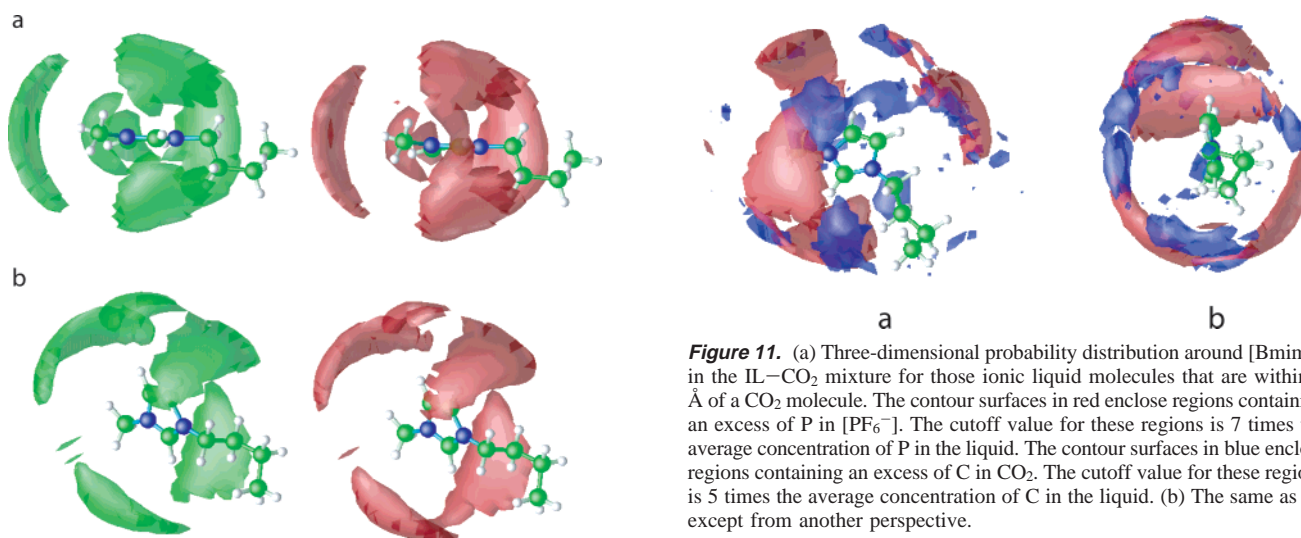 a
b
a
b
Figure 11. (a) Three-dimensional probability distribution around [Bmim
in the IL−CO₂ mixture for those ionic liquid molecules that are within
Å of a CO₂ molecule. The contour surfaces in red enclose regions contain
an excess of P in [PF₆⁻]. The cutoff value for these regions is 7 times
average concentration of P in the liquid. The contour surfaces in blue enclo
regions containing an excess of C in CO₂. The cutoff value for these region
is 5 times the average concentration of C in the liquid. (b) The same as
except from another perspective.